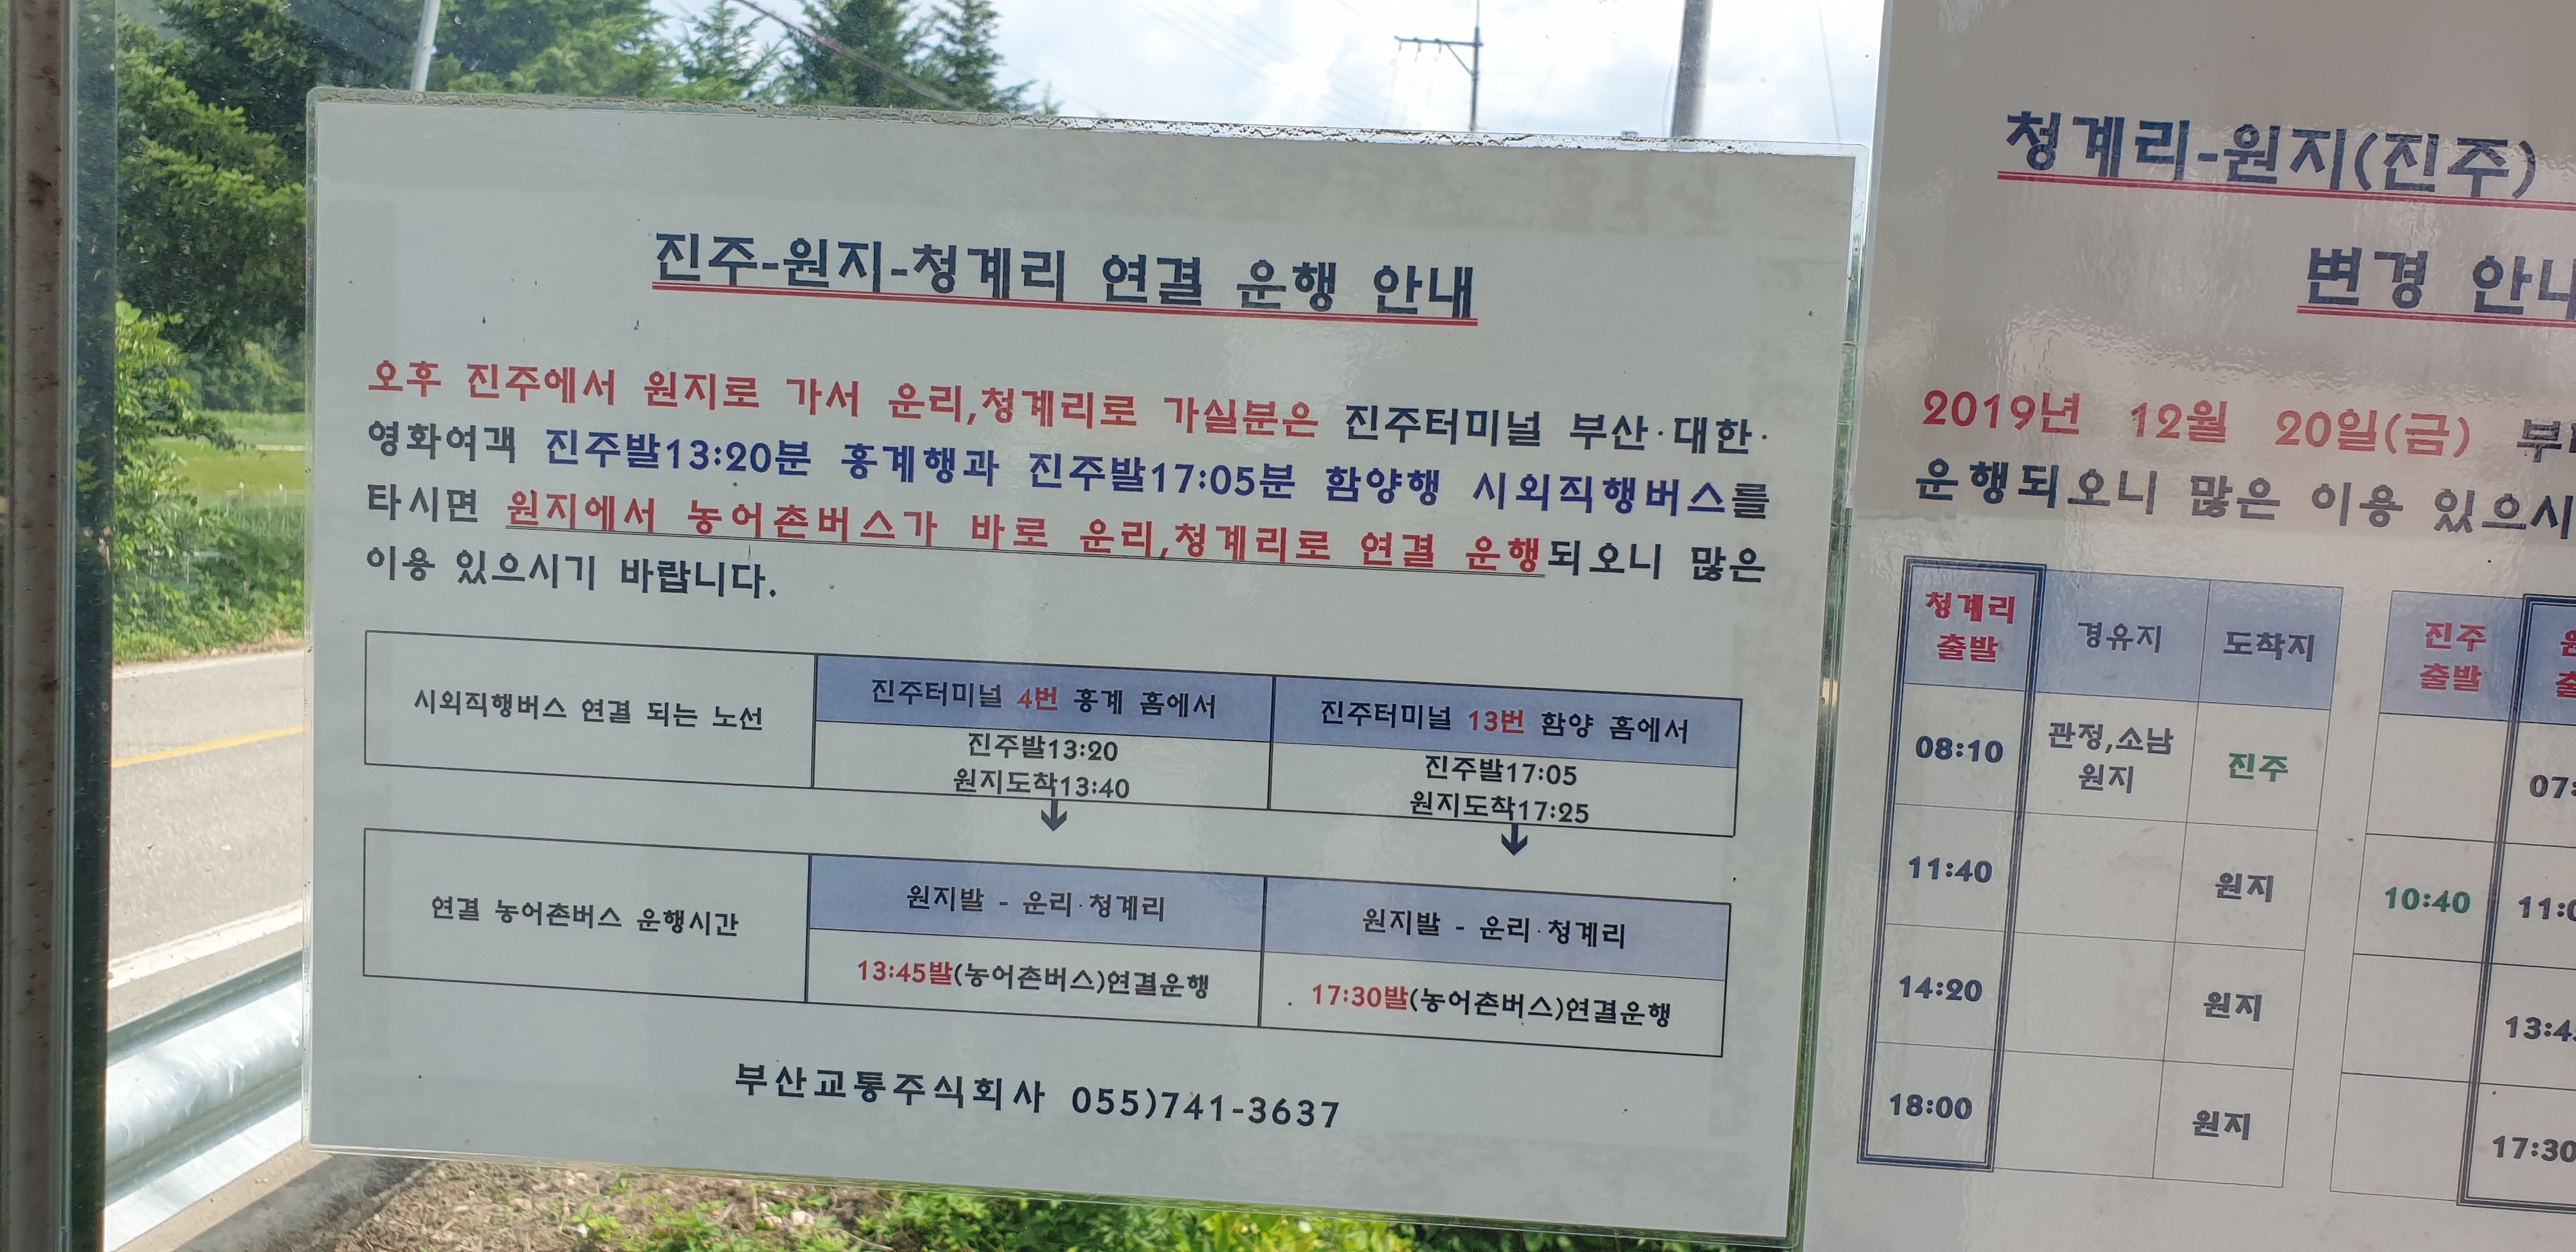 진주-원지-청계리 연결 운행 안내
오후 진주에서 원지로 가서 운리,청계리로 가실분은 진주터미널 부산·대한·
영화여객 진주발13:20분 홍계행과 진주발17:05분 함양행 시외직행버스를
타시면 원지에서 농어촌버스가 바로 운리,청계리로 연결 운행되오니 많은
이용 있으시기 바랍니다.
시외직행버스 연결 되는 노선
진주터미널 4번 홍계 홈에서
진주발13:20
원지도착13:40
진주터미널 13번 함양 홈에서
진주발17:05
원지도착17:25
연결 농어촌버스 운행시간
원지발 - 운리·청계리
13:45발(농어촌버스)연결운행
원지발 - 운리·청계리
17:30발(농어촌버스)연결운행
부산교통주식회사 055)741-3637
청계리-원지(진주)
변경
2019년 12월 20일(금)
운행되오니 많은 이용
청계리 출발 경유지 도착지
08:10 관정,소남 원지 진주
11:40 원지
14:20 원지
18:00 원지
진주 출발
10:40
17:30